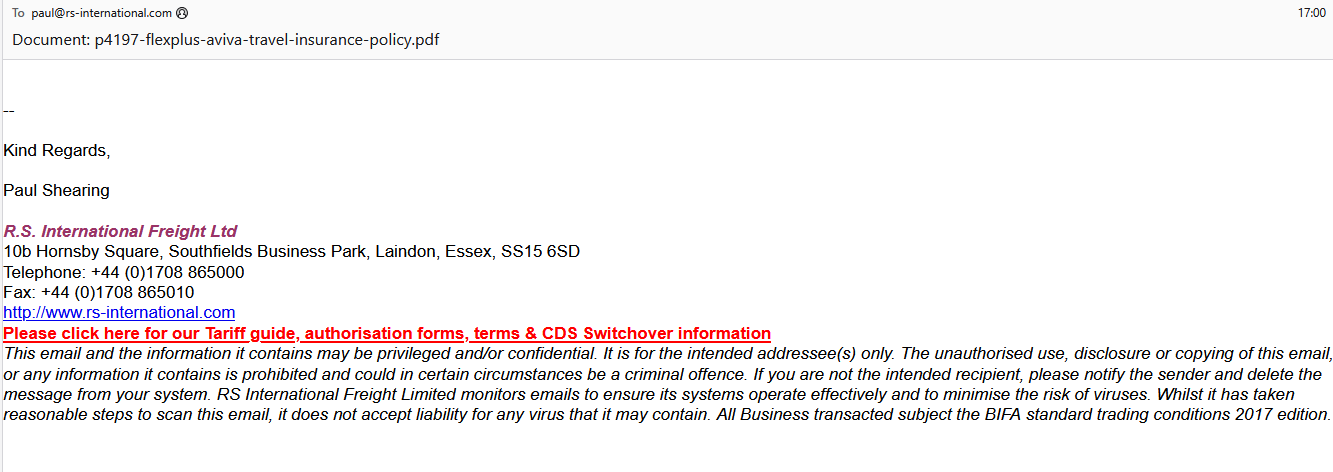 To paul@rs-international.com
17:00
Document: p4197-flexplus-aviva-travel-insurance-policy.pdf
--
Kind Regards,
Paul Shearing
R.S. International Freight Ltd
10b Hornsby Square, Southfields Business Park, Laindon, Essex, SS15 6SD
Telephone: +44 (0)1708 865000
Fax: +44 (0)1708 865010
http://www.rs-international.com
Please click here for our Tariff guide, authorisation forms, terms & CDS Switchover information
This email and the information it contains may be privileged and/or confidential. It is for the intended addressee(s) only. The unauthorised use, disclosure or copying of this email,
or any information it contains is prohibited and could in certain circumstances be a criminal offence. If you are not the intended recipient, please notify the sender and delete the
message from your system. RS International Freight Limited monitors emails to ensure its systems operate effectively and to minimise the risk of viruses. Whilst it has taken
reasonable steps to scan this email, it does not accept liability for any virus that it may contain. All Business transacted subject the BIFA standard trading conditions 2017 edition.